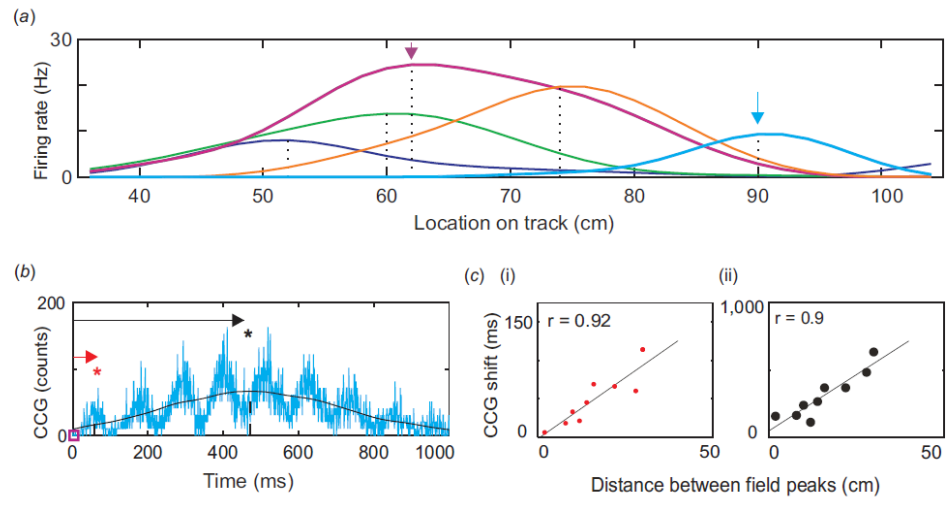 (a)
30
Firing rate (Hz)
0
40 50 60 70 80 90 100
Location on track (cm)
(b)
200
CCG (counts)
0
* *
0 200 400 600 800 1000
Time (ms)
(c) (i)
150
r = 0.92
CCG shift (ms)
0
0 50
(ii)
1,000
r = 0.9
0
0 50
Distance between field peaks (cm)